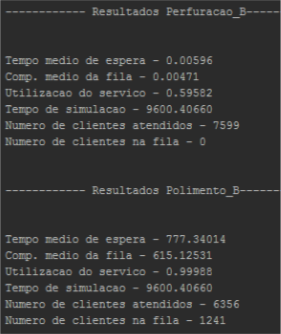 ------------ Resultados Perfuracao_B-----
Tempo medio de espera - 0.00596
Comp. medio da fila - 0.00471
Utilizacao do servico - 0.59582
Tempo de simulacao - 9600.40660
Numero de clientes atendidos - 7599
Numero de clientes na fila - 0
------------ Resultados Polimento_B------
Tempo medio de espera - 777.34014
Comp. medio da fila - 615.12531
Utilizacao do servico - 0.99988
Tempo de simulacao - 9600.40660
Numero de clientes atendidos - 6356
Numero de clientes na fila - 1241